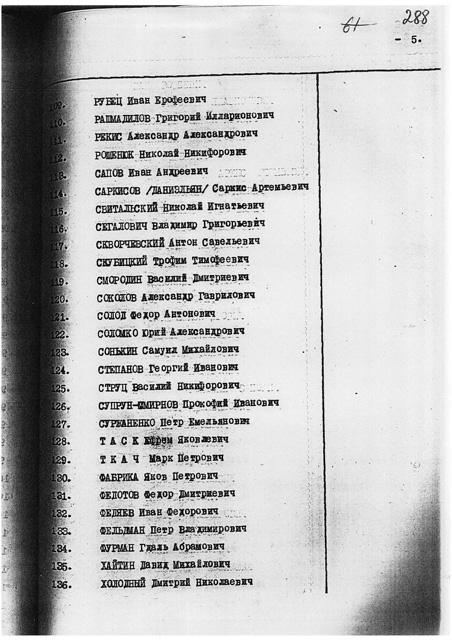 61 288
- 5.
109. РУБЕЦ Иван Ерофеевич
110. РАШМАДИЛОВ Григорий Илларионович
111. РЕКИС Александр Александрович
112. РОЩЕНЮК Николай Никифорович
113. САПОВ Иван Андреевич
114. САРКИСОВ /ДАНИЭЛЬЯН/ Саркис Артемьевич
115. СВИТАЛЬСКИЙ Николай Игнатьевич
116. СЕГАЛОВИЧ Владимир Григорьевич
117. СКВОРЧЕВСКИЙ Антон Савельевич
118. СКУБИЦКИЙ Трофим Тимофеевич
119. СМОРОДИН Василий Дмитриевич
120. СОКОЛОВ Александр Гаврилович
121. СОЛОД Федор Антонович
122. СОЛОМКО Юрий Александрович
123. СОНЬКИН Самуил Михайлович
124. СТЕПАНОВ Георгий Иванович
125. СТРУЦ Василий Никифорович
126. СУПРУН-СМИРНОВ Прокофий Иванович
127. СУРЖАНЕНКО Петр Емельянович
128. Т А С К Ефрем Яковлевич
129. Т К А Ч Марк Петрович
130. ФАБРИКА Яков Петрович
131. ФЕДОТОВ Федор Дмитриевич
132. ФЕДЯЕВ Иван Федорович
133. ФЕЛЬДМАН Петр Владимирович
134. ФУРМАН Гдаль Абрамович
135. ХАЙТИН Давид Михайлович
136. ХОЛОДНЫЙ Дмитрий Николаевич